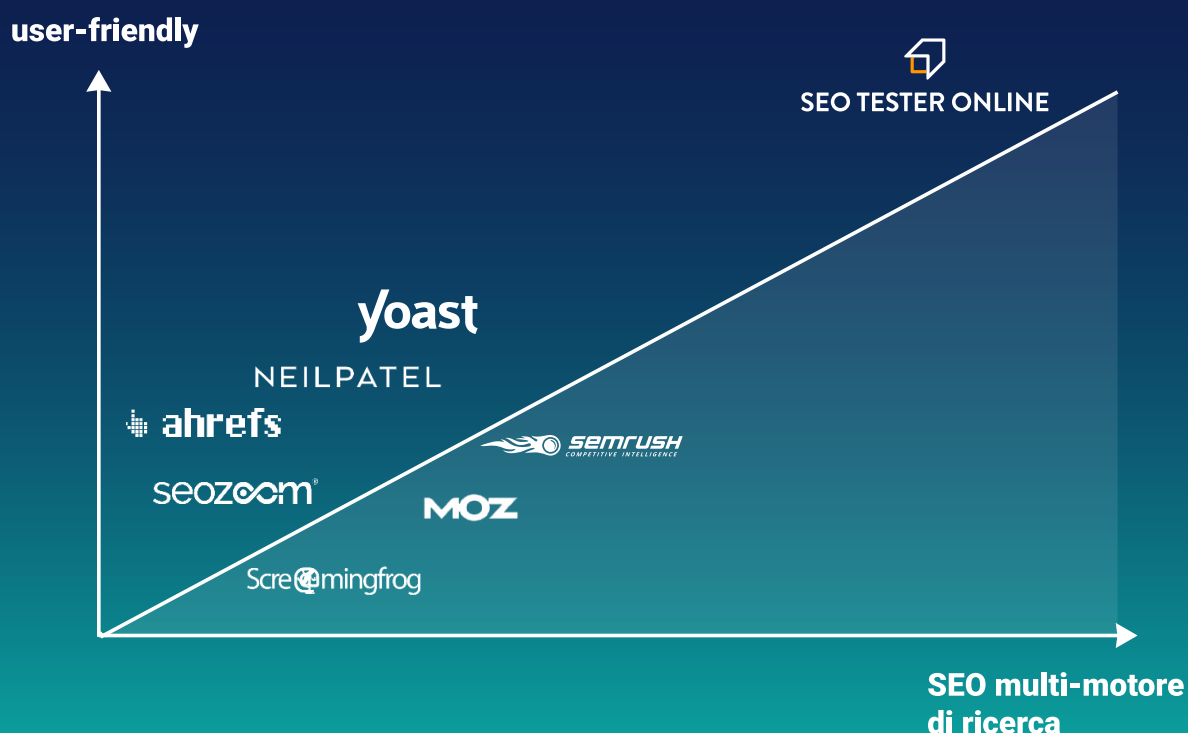 user-friendly
SEO TESTER ONLINE
yoast
NEILPATEL
ahrefs
semrush
COMPETITIVE INTELLIGENCE
seozoom®
MOZ
Screamingfrog
SEO multi-motore
di ricerca